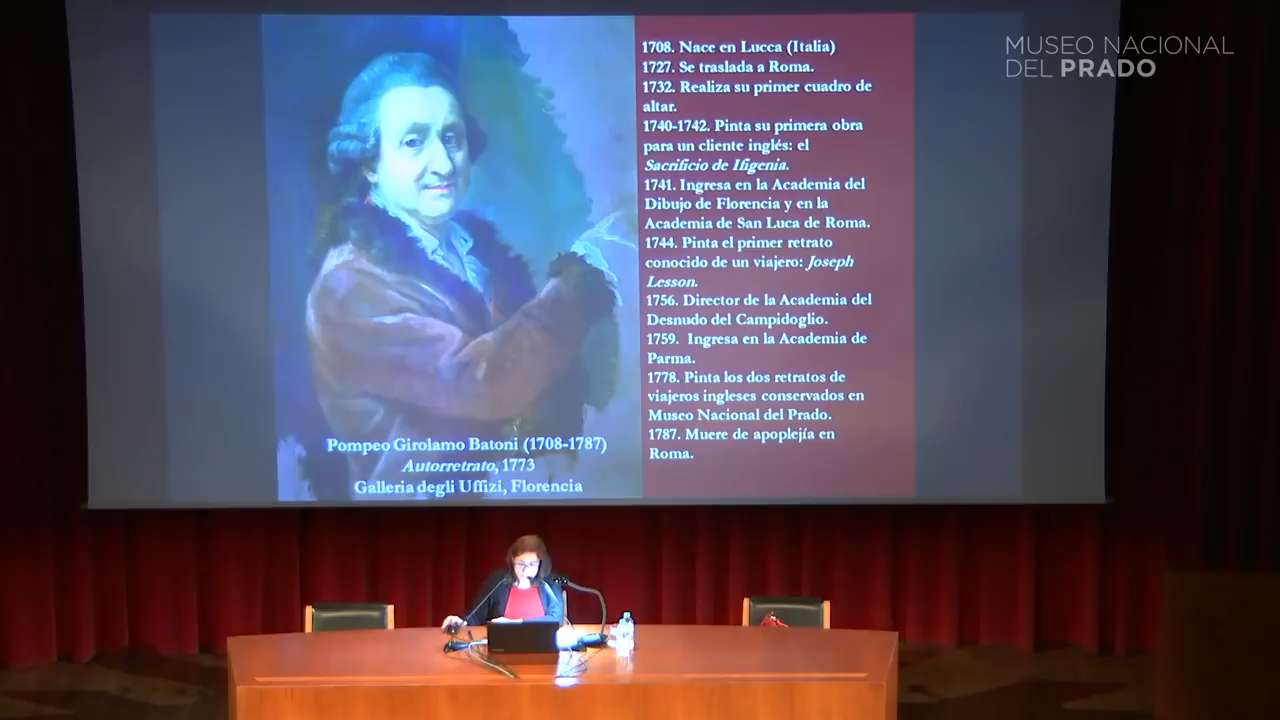 MUSEO NACIONAL
DEL PRADO
1708. Nace en Lucca (Italia)
1727. Se traslada a Roma.
1732. Realiza su primer cuadro de
altar.
1740-1742. Pinta su primera obra
para un cliente inglés: el
Sacrificio de Ifigenia.
1741. Ingresa en la Academia del
Dibujo de Florencia y en la
Academia de San Luca de Roma.
1744. Pinta el primer retrato
conocido de un viajero: Joseph
Lesson.
1756. Director de la Academia del
Desnudo del Campidoglio.
1759. Ingresa en la Academia de
Parma.
1778. Pinta los dos retratos de
viajeros ingleses conservados en
Museo Nacional del Prado.
1787. Muere de apoplejía en
Roma.
Pompeo Girolamo Batoni (1708-1787)
Autorretrato, 1773
Galleria degli Uffizi, Florencia